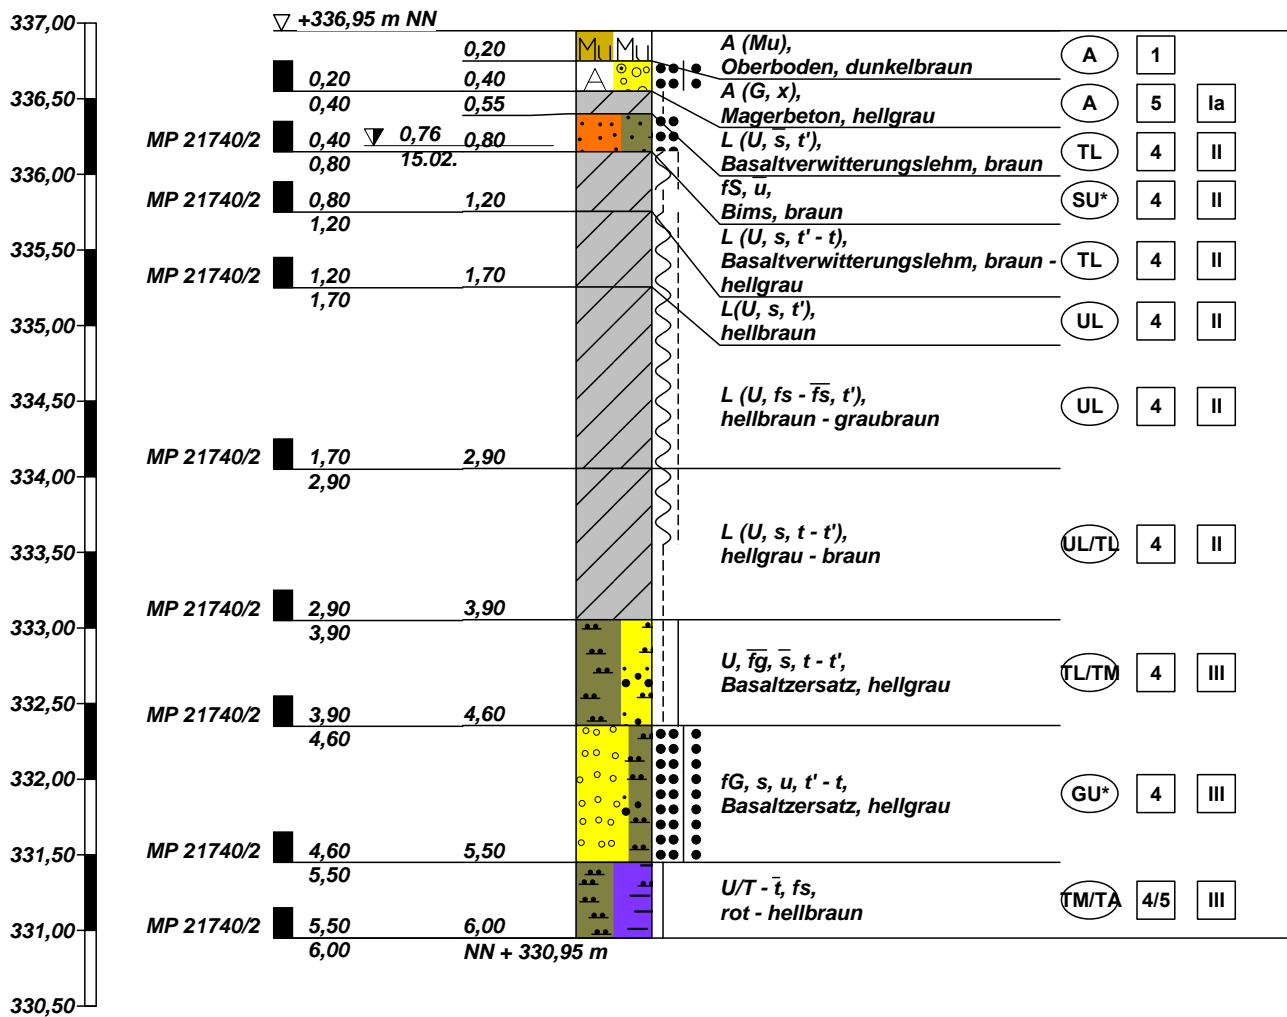 337,00
+336,95 m NN
Mu Mu
0,20
A (Mu),
Oberboden, dunkelbraun
A 1
0,20 0,40
0,40
A
A (G, x),
Magerbeton, hellgrau
A 5 Ia
336,50
0,55
MP 21740/2 0,40 0,76 0,80
0,80 15.02.
L (U, s̅, t'),
Basaltverwitterungslehm, braun
TL 4 II
336,00
MP 21740/2 0,80 1,20
1,20
fS, u̅,
Bims, braun
SU* 4 II
335,50
L (U, s, t' - t),
Basaltverwitterungslehm, braun -
hellgrau
TL 4 II
MP 21740/2 1,20 1,70
1,70
L(U, s, t'),
hellbraun
UL 4 II
335,00
334,50
L (U, fs - f̅s̅, t'),
hellbraun - graubraun
UL 4 II
MP 21740/2 1,70 2,90
2,90
334,00
333,50
L (U, s, t - t'),
hellgrau - braun
UL/TL 4 II
MP 21740/2 2,90 3,90
3,90
333,00
U, f̅g̅, s̅, t - t',
Basaltzersatz, hellgrau
TL/TM 4 III
332,50
MP 21740/2 3,90 4,60
4,60
332,00
fG, s, u, t' - t,
Basaltzersatz, hellgrau
GU* 4 III
331,50
MP 21740/2 4,60 5,50
5,50
U/T - t̅, fs,
rot - hellbraun
TM/TA 4/5 III
331,00
MP 21740/2 5,50 6,00
6,00 NN + 330,95 m
330,50